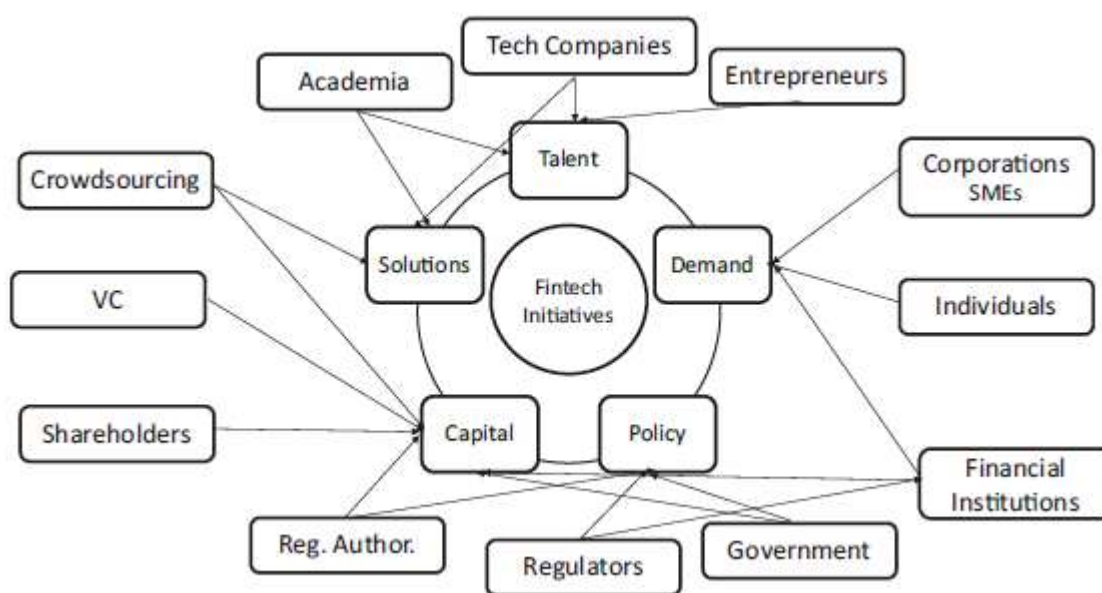 Tech Companies
Academia
Entrepreneurs
Talent
Crowdsourcing
Corporations
SMEs
Solutions
Fintech
Initiatives
Demand
VC
Individuals
Shareholders
Capital
Policy
Financial
Institutions
Reg. Author.
Regulators
Government